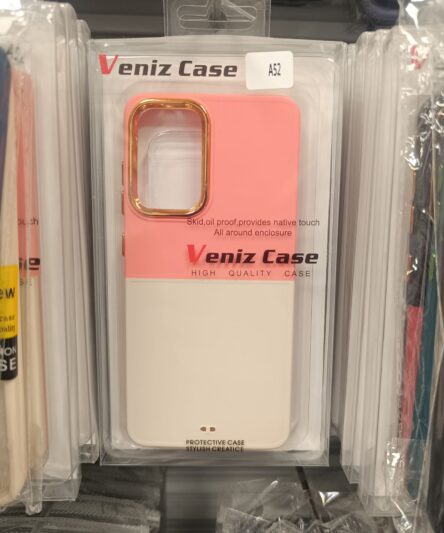 Veniz Case
A52
Skid,oil proof,provides native touch
All around enclosure
Veniz Case
HIGH QUALITY CASE
PROTECTIVE CASE
STYLISH CREATICE